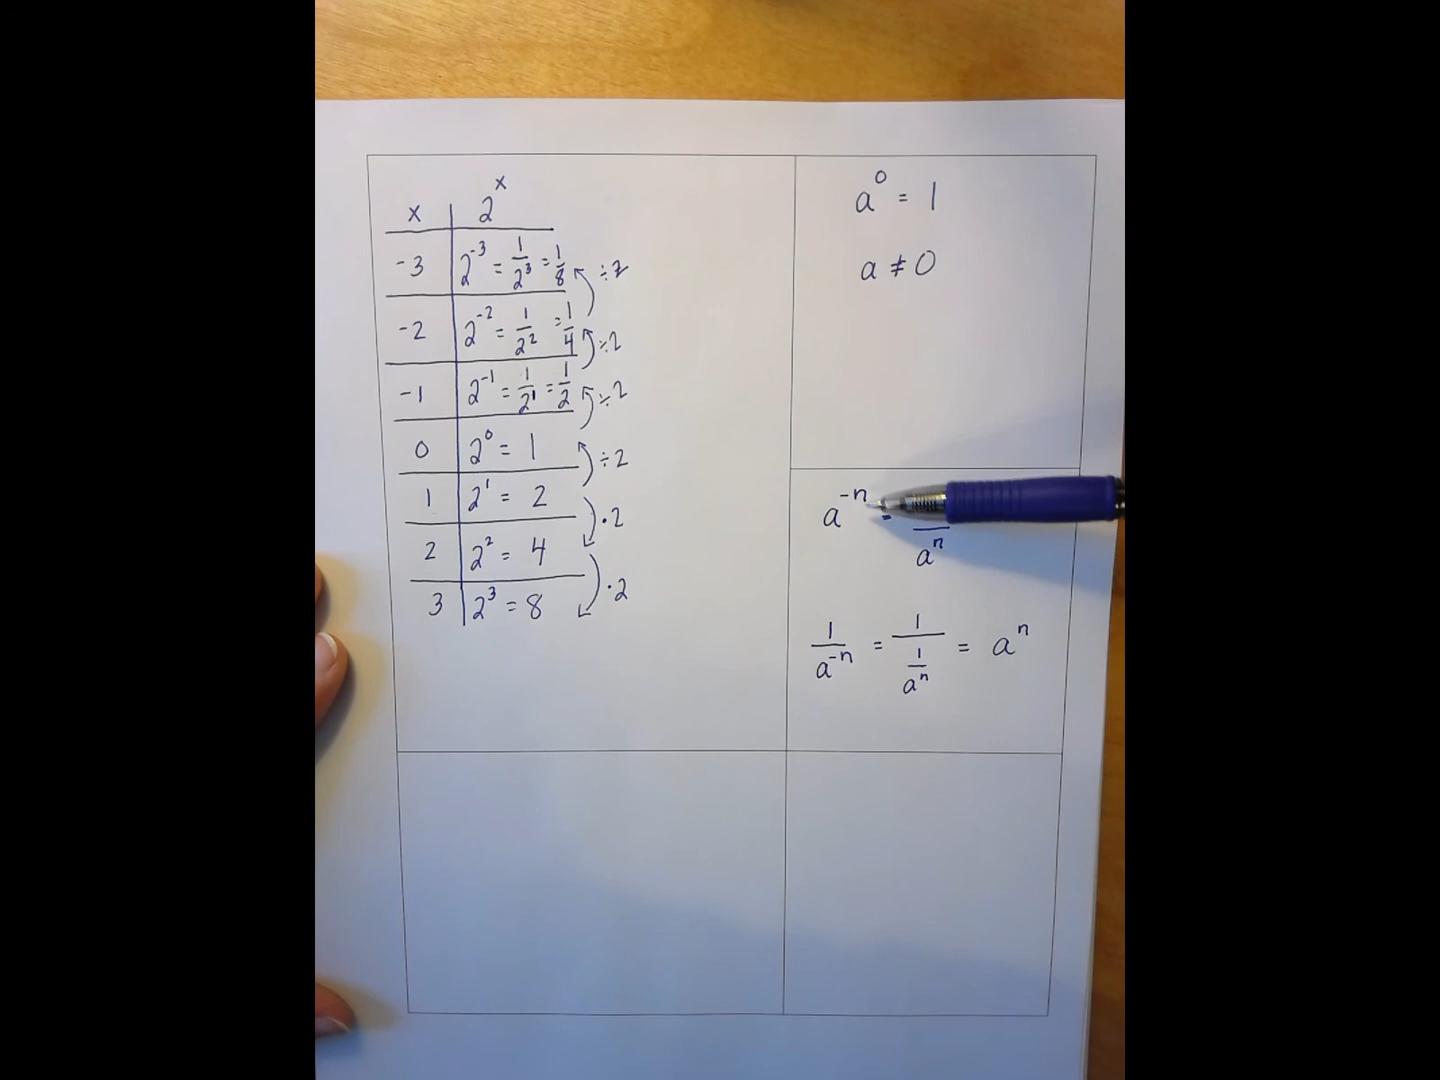 x | 2^x
-3 | 2^-3 = 1/2^3 = 1/8 ÷2
-2 | 2^-2 = 1/2^2 = 1/4 ÷2
-1 | 2^-1 = 1/2^1 = 1/2 ÷2
0 | 2^0 = 1 ÷2
1 | 2^1 = 2 ·2
2 | 2^2 = 4 ·2
3 | 2^3 = 8
a^0 = 1
a ≠ 0
a^-n = /a^n
1/a^-n = 1/(1/a^n) = a^n